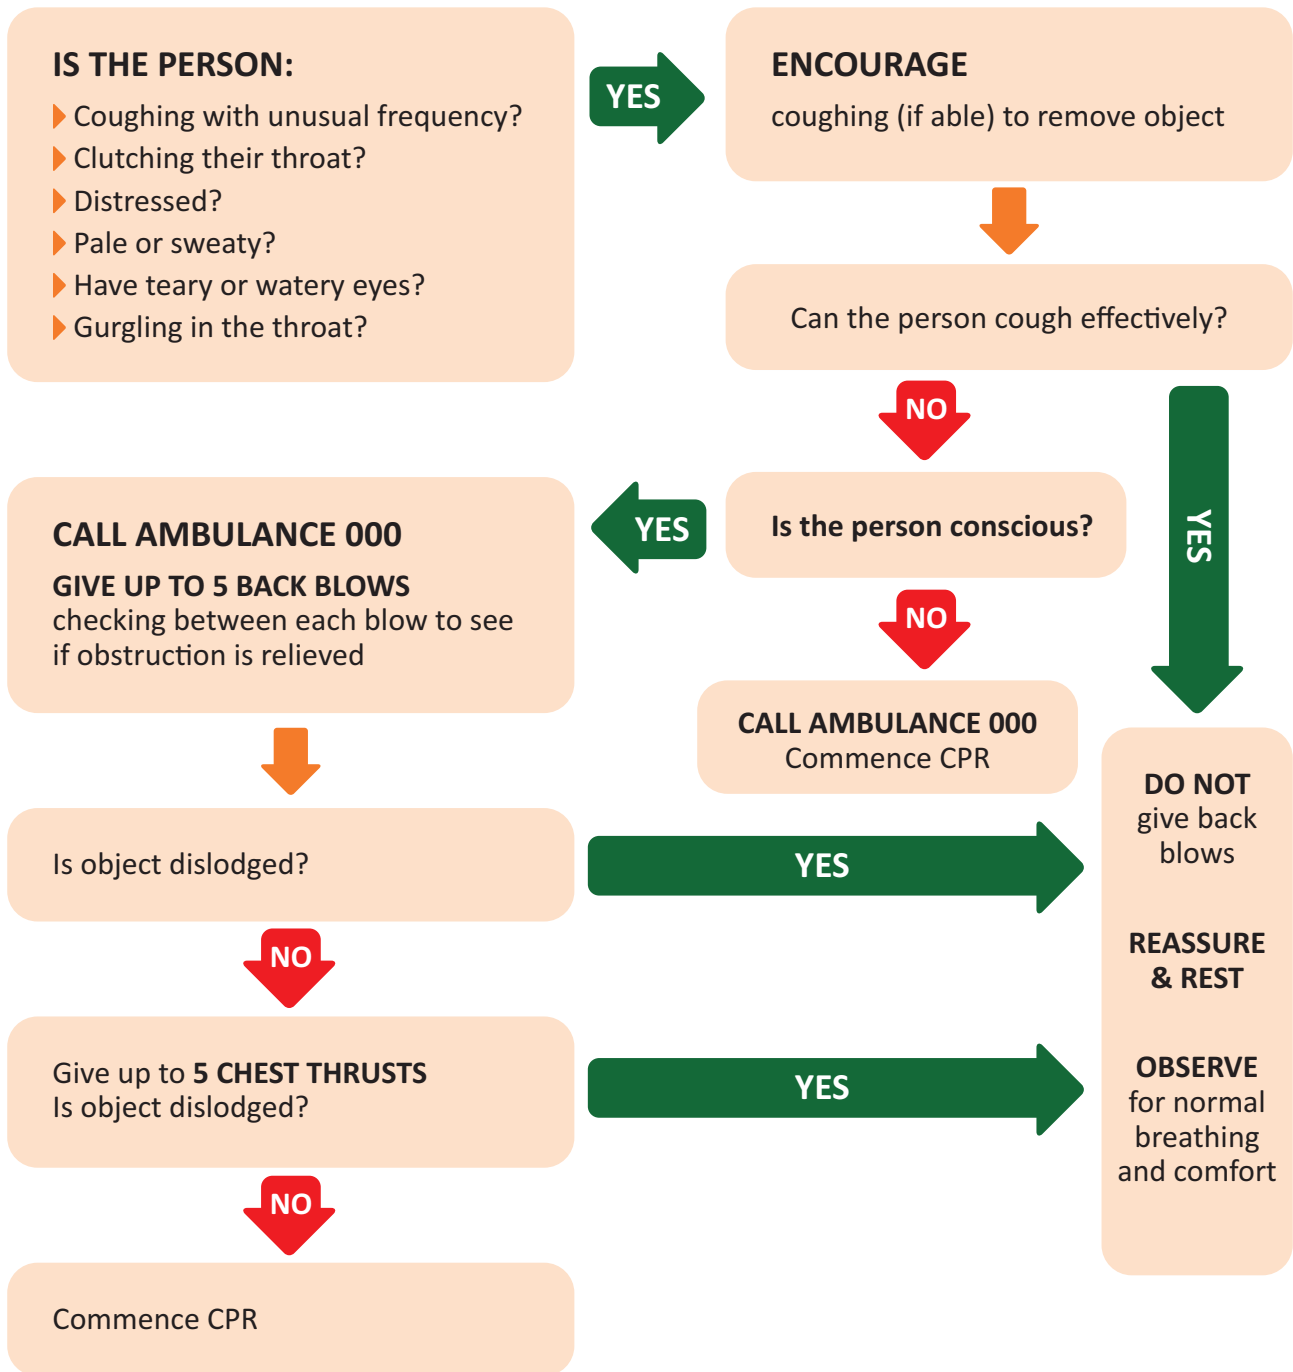 IS THE PERSON:
Coughing with unusual frequency?
Clutching their throat?
Distressed?
Pale or sweaty?
Have teary or watery eyes?
Gurgling in the throat?
YES
ENCOURAGE
coughing (if able) to remove object
Can the person cough effectively?
NO
YES
Is the person conscious?
YES
CALL AMBULANCE 000
GIVE UP TO 5 BACK BLOWS
checking between each blow to see
if obstruction is relieved
NO
CALL AMBULANCE 000
Commence CPR
Is object dislodged?
YES
DO NOT
give back
blows
REASSURE
& REST
OBSERVE
for normal
breathing
and comfort
NO
Give up to 5 CHEST THRUSTS
Is object dislodged?
YES
NO
Commence CPR